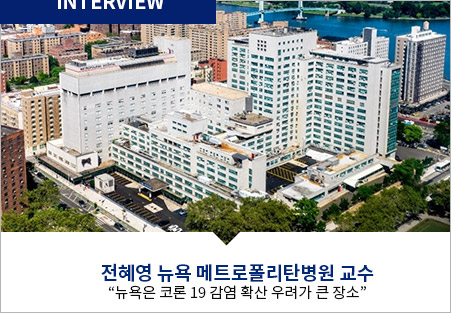 INTERVIEW
전혜영 뉴욕 메트로폴리탄병원 교수
“뉴욕은 코론 19 감염 확산 우려가 큰 장소”